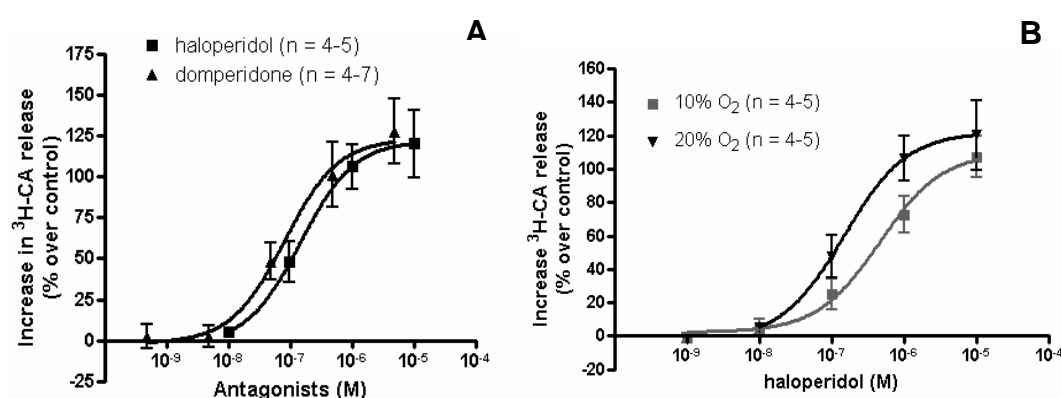 A
haloperidol (n = 4-5)
domperidone (n = 4-7)
Increase in ³H-CA release
(% over control)
175
150
125
100
75
50
25
0
-25
10⁻⁹ 10⁻⁸ 10⁻⁷ 10⁻⁶ 10⁻⁵ 10⁻⁴
Antagonists (M)
B
10% O₂ (n = 4-5)
20% O₂ (n = 4-5)
Increase ³H-CA release
(% over control)
160
140
120
100
80
60
40
20
0
-20
10⁻⁹ 10⁻⁸ 10⁻⁷ 10⁻⁶ 10⁻⁵ 10⁻⁴
haloperidol (M)